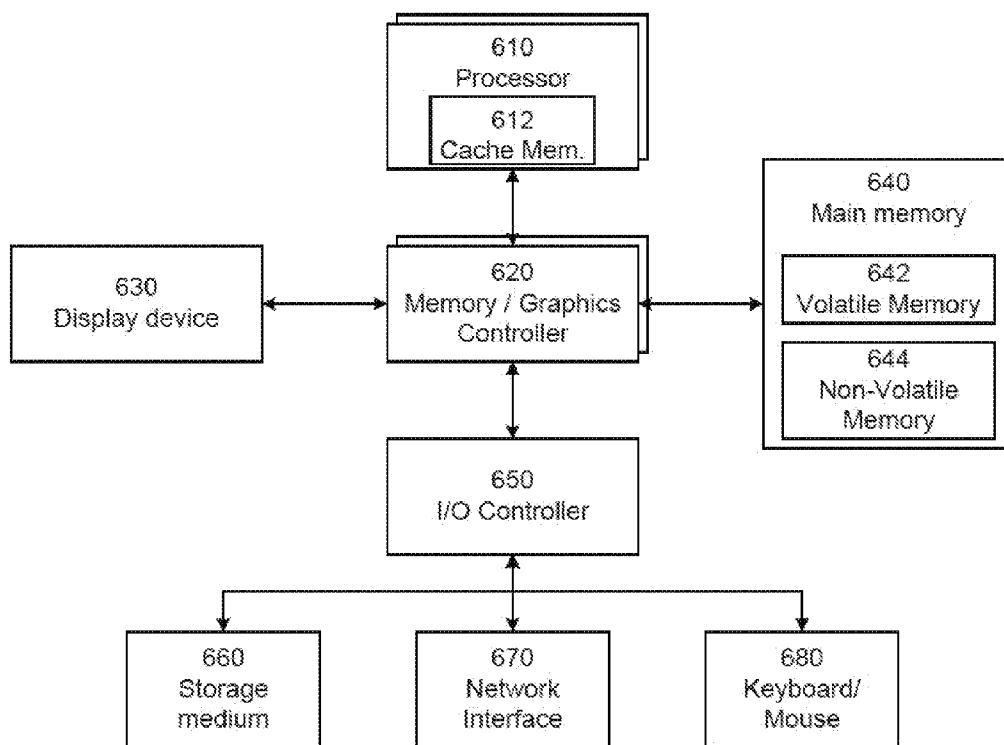 610
Processor
612
Cache Mem.
640
Main memory
642
Volatile Memory
644
Non-Volatile
Memory
630
Display device
620
Memory / Graphics
Controller
650
I/O Controller
660
Storage
medium
670
Network
Interface
680
Keyboard/
Mouse